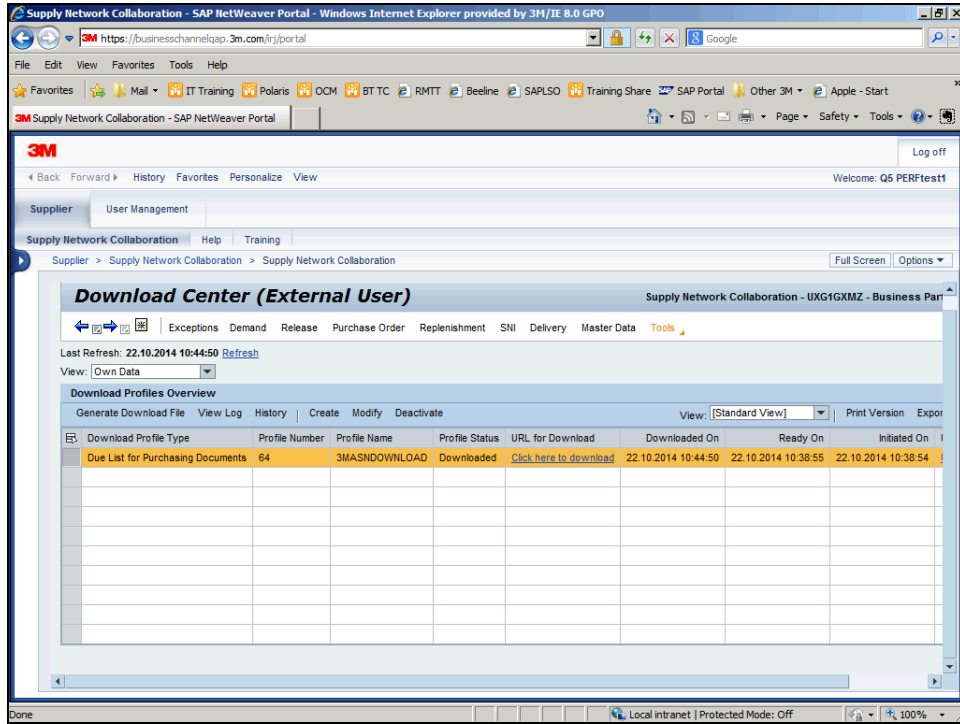 Supply Network Collaboration - SAP NetWeaver Portal - Windows Internet Explorer provided by 3M/IE 8.0 GPO
3M https://businesschannelqap.3m.com/irj/portal
Google
File Edit View Favorites Tools Help
Favorites Mail IT Training Polaris OCM BT TC RMTT Beeline SAPLSO Training Share SAP Portal Other 3M Apple - Start
3M Supply Network Collaboration - SAP NetWeaver Portal
Page Safety Tools
3M
Log off
Back Forward History Favorites Personalize View
Welcome: Q5 PERFtest1
Supplier User Management
Supply Network Collaboration Help Training
Supplier > Supply Network Collaboration > Supply Network Collaboration
Full Screen Options
Download Center (External User)
Supply Network Collaboration - UXG1GXMZ - Business Par
Exceptions Demand Release Purchase Order Replenishment SNI Delivery Master Data Tools
Last Refresh: 22.10.2014 10:44:50 Refresh
View: Own Data
Download Profiles Overview
Generate Download File View Log History Create Modify Deactivate View: [Standard View] Print Version Expor
Download Profile Type Profile Number Profile Name Profile Status URL for Download Downloaded On Ready On Initiated On
Due List for Purchasing Documents 64 3MASNDOWNLOAD Downloaded Click here to download 22.10.2014 10:44:50 22.10.2014 10:38:55 22.10.2014 10:38:54
Done
Local intranet | Protected Mode: Off
100%